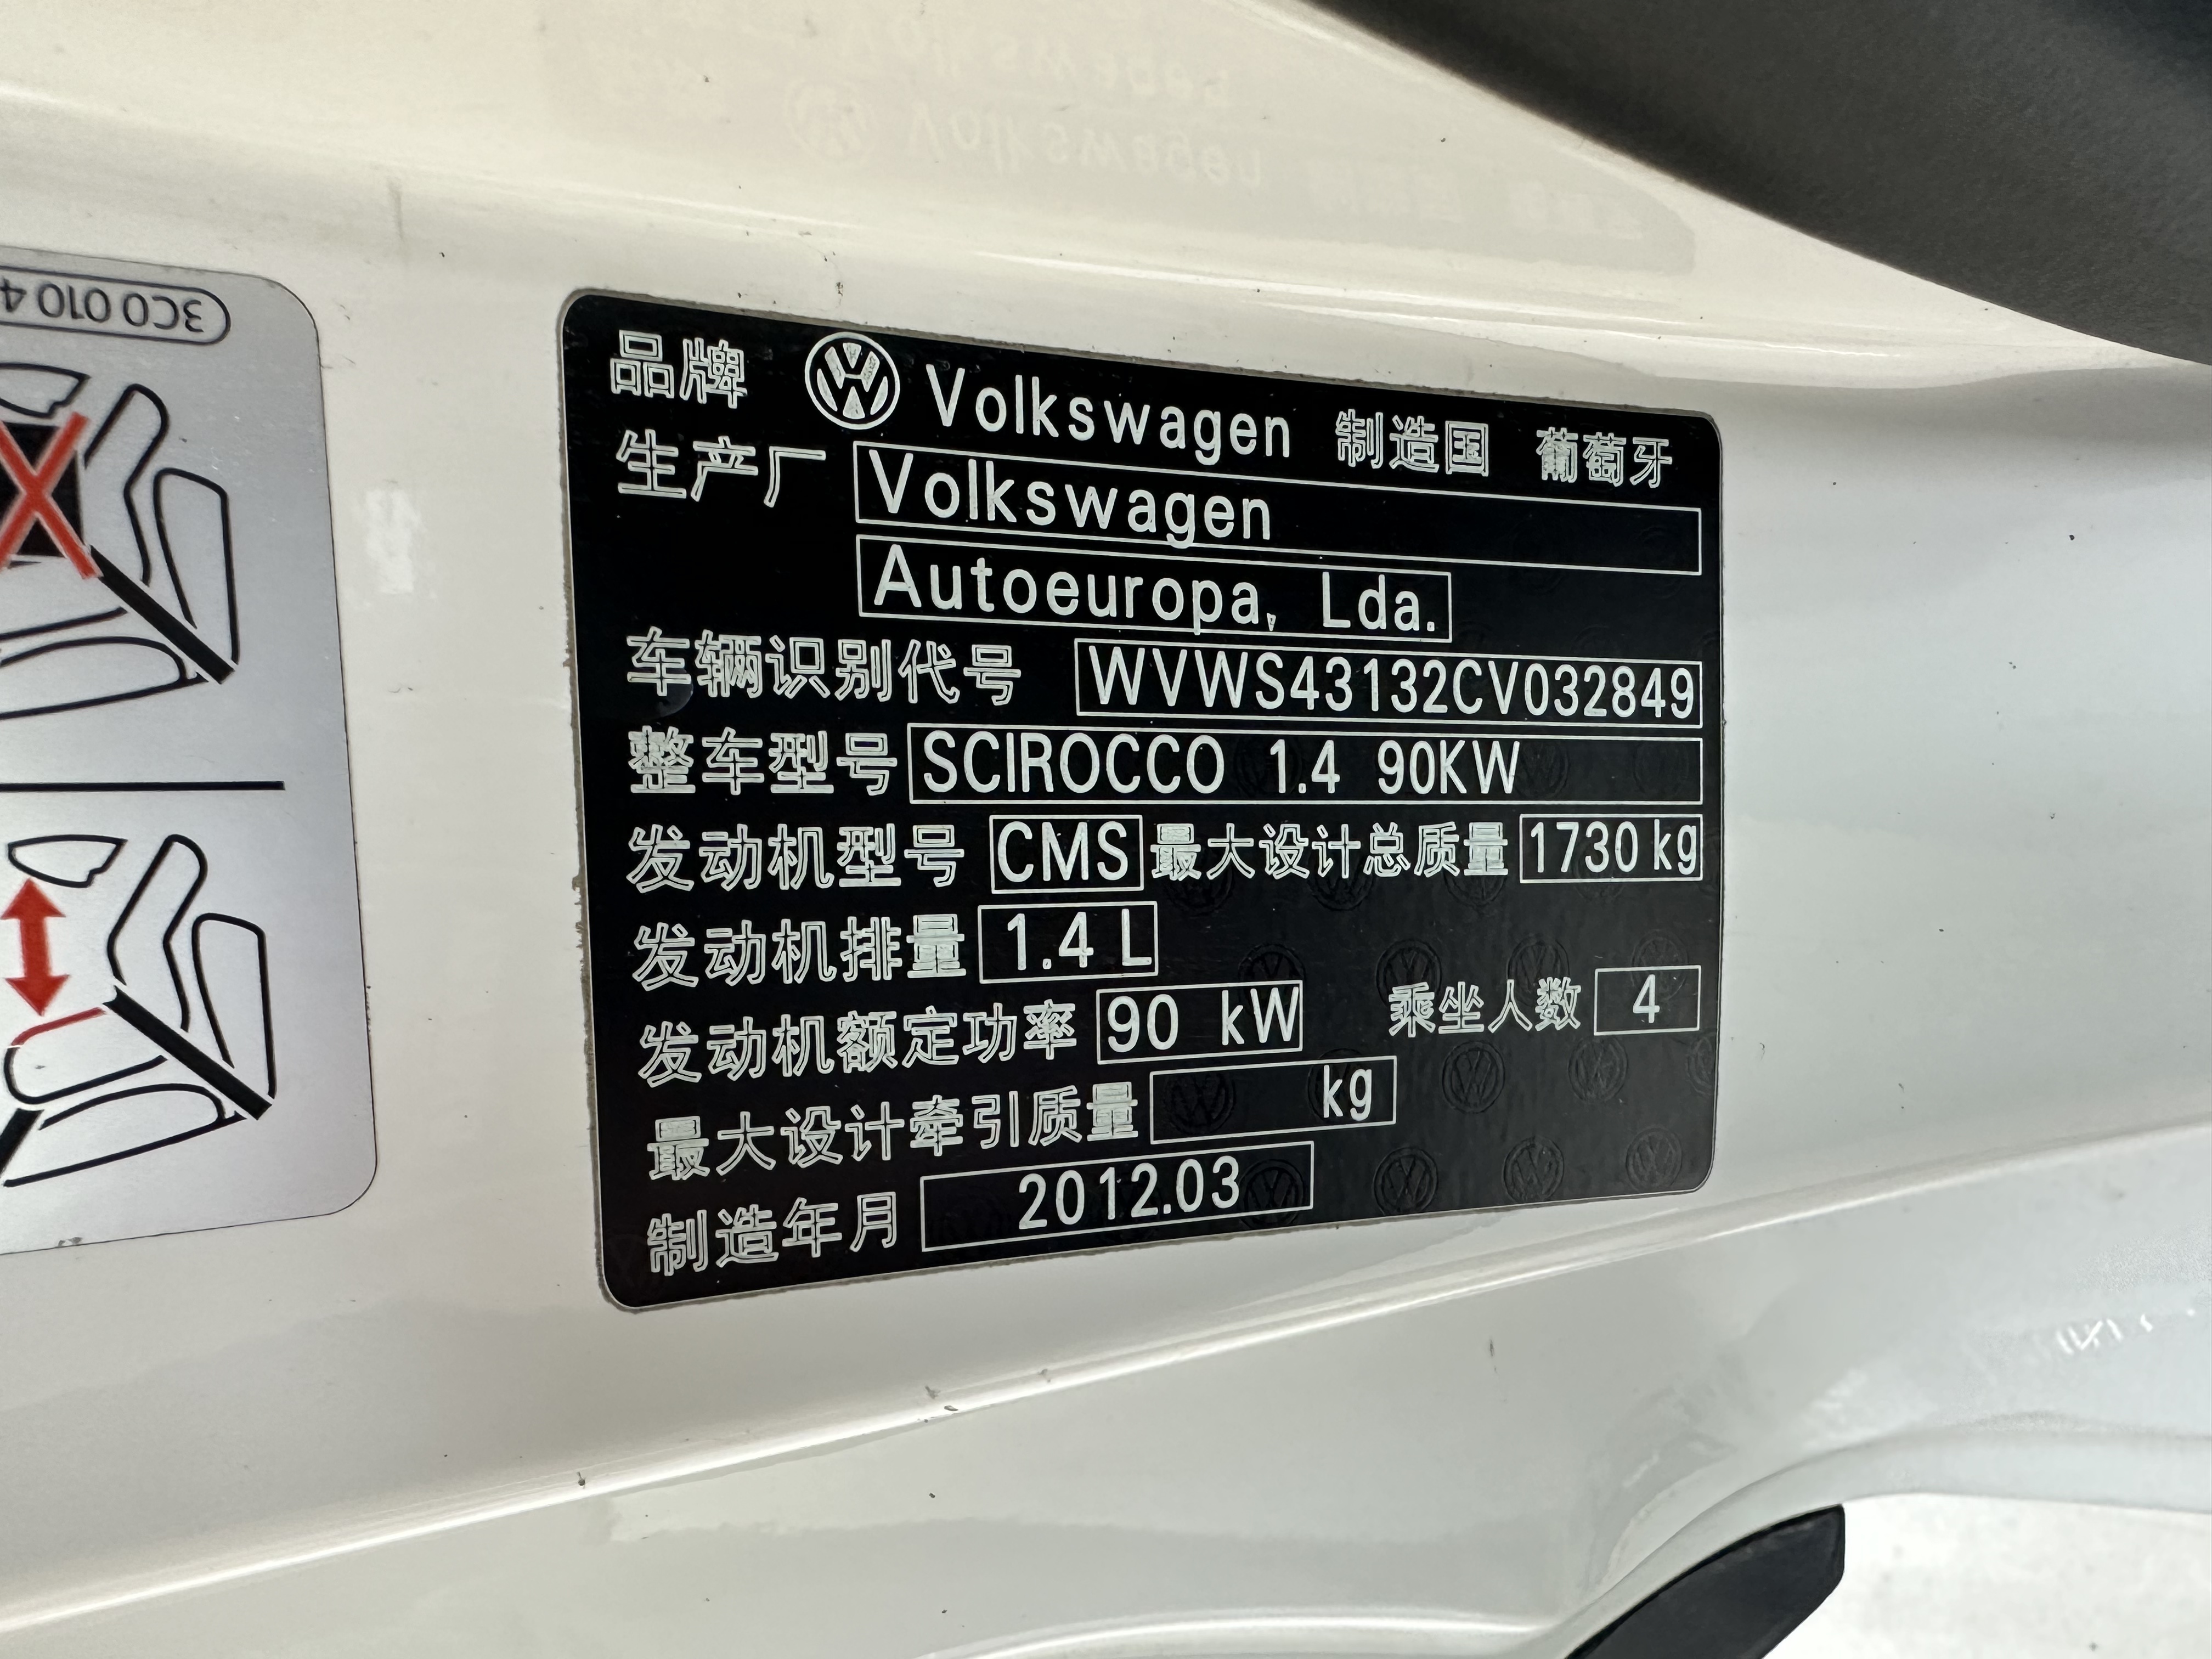 3C0 010 4
品牌 Volkswagen 制造国 葡萄牙
生产厂 Volkswagen
Autoeuropa, Lda.
车辆识别代号 WVWS43132CV032849
整车型号 SCIROCCO 1.4 90KW
发动机型号 CMS 最大设计总质量 1730 kg
发动机排量 1.4 L
发动机额定功率 90 kW 乘坐人数 4
最大设计牵引质量 kg
制造年月 2012.03